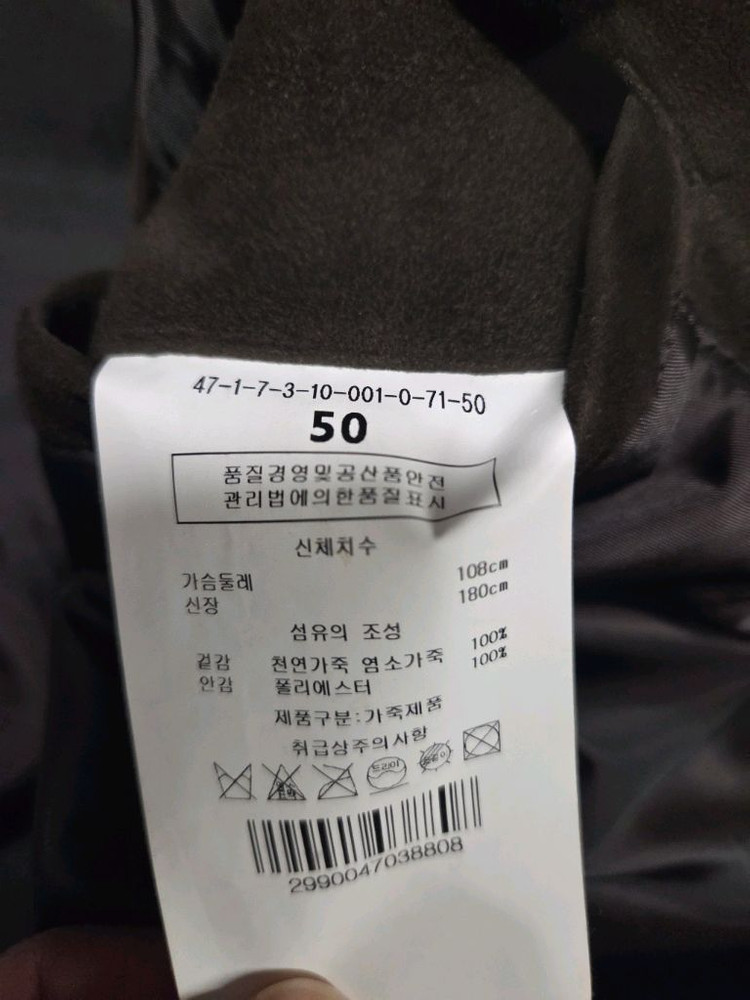 47-1-7-3-10-001-0-71-50
50
품질경영및공산품안전
관리법에의한품질표시
신체치수
가슴둘레 108cm
신장 180cm
섬유의 조성
겉감 천연가죽 염소가죽 100%
안감 폴리에스터 100%
제품구분:가죽제품
취급상주의사항
드라이
2990047038808